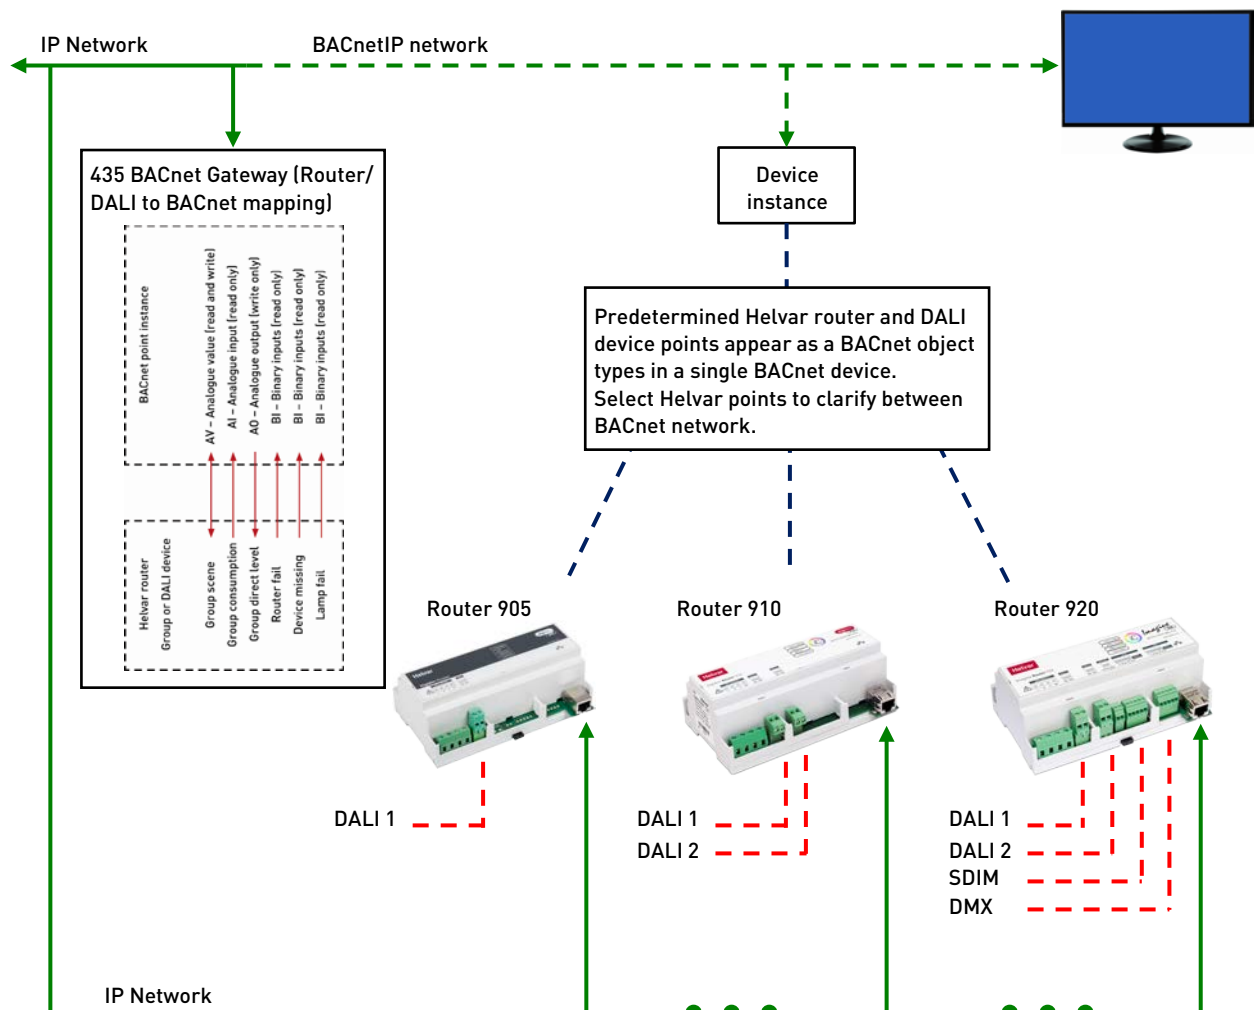 IP Network
BACnetIP network
435 BACnet Gateway (Router/
DALI to BACnet mapping)
BACnet point instance
AV – Analogue value (read and write)
AI – Analogue input (read only)
AO – Analogue output (write only)
BI – Binary inputs (read only)
BI – Binary inputs (read only)
BI – Binary inputs (read only)
Helvar router
Group or DALI device
Group scene
Group consumption
Group direct level
Router fail
Device missing
Lamp fail
Device
instance
Predetermined Helvar router and DALI
device points appear as a BACnet object
types in a single BACnet device.
Select Helvar points to clarify between
BACnet network.
Router 905
Router 910
Router 920
Helvar
Helvar
Helvar
Imagine
DALI 1
DALI 1
DALI 2
DALI 1
DALI 2
SDIM
DMX
IP Network